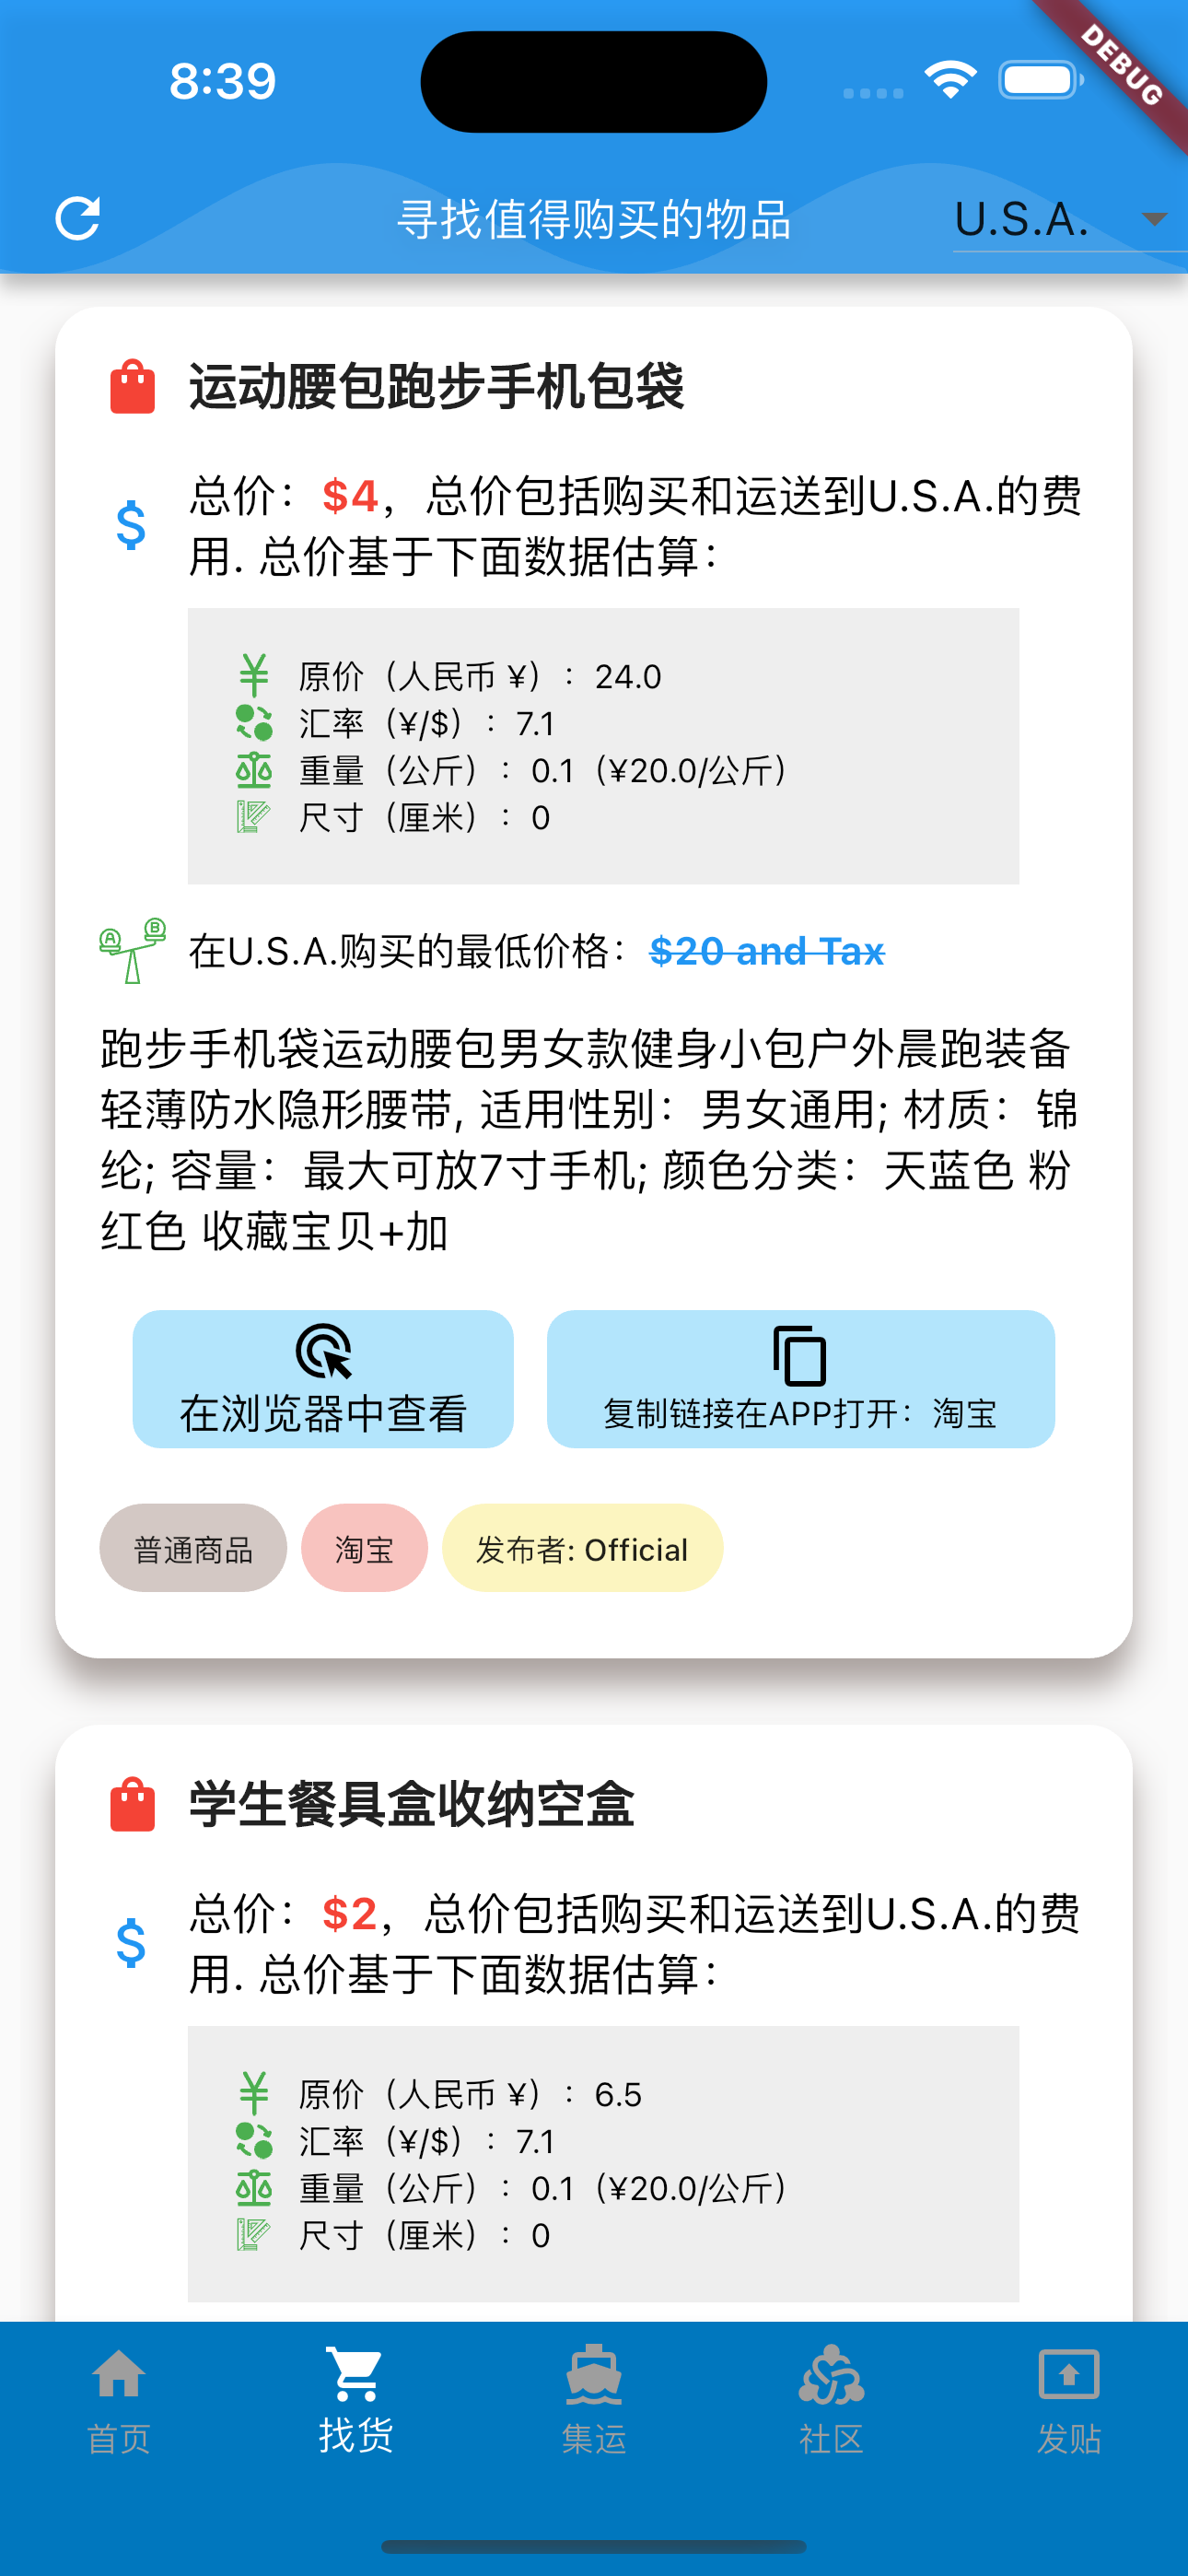 8:39
DEBUG
寻找值得购买的物品
U.S.A.
运动腰包跑步手机包袋
总价：$4，总价包括购买和运送到U.S.A.的费
用. 总价基于下面数据估算：
原价（人民币 ¥）：24.0
汇率（¥/$）：7.1
重量（公斤）：0.1（¥20.0/公斤）
尺寸（厘米）：0
A B
在U.S.A.购买的最低价格：$20 and Tax
跑步手机袋运动腰包男女款健身小包户外晨跑装备
轻薄防水隐形腰带, 适用性别：男女通用; 材质：锦
纶; 容量：最大可放7寸手机; 颜色分类：天蓝色 粉
红色 收藏宝贝+加
在浏览器中查看
复制链接在APP打开：淘宝
普通商品 淘宝 发布者: Official
学生餐具盒收纳空盒
总价：$2，总价包括购买和运送到U.S.A.的费
用. 总价基于下面数据估算：
原价（人民币 ¥）：6.5
汇率（¥/$）：7.1
重量（公斤）：0.1（¥20.0/公斤）
尺寸（厘米）：0
首页 找货 集运 社区 发贴